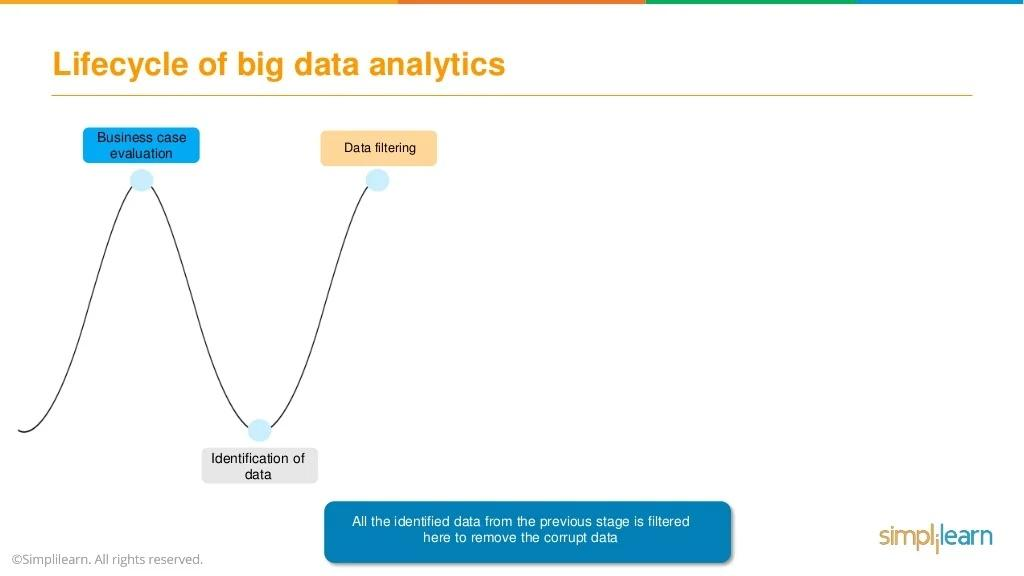 Lifecycle of big data analytics
Business case
evaluation
Data filtering
Identification of
data
All the identified data from the previous stage is filtered
here to remove the corrupt data
©Simplilearn. All rights reserved.
simplilearn